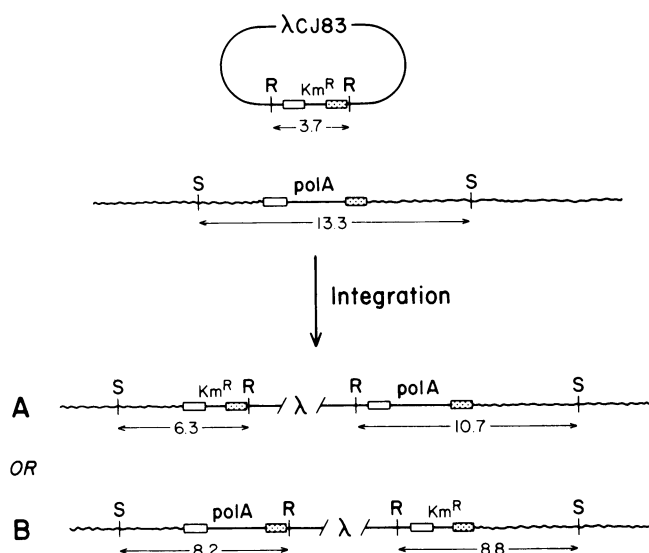 λCJ83
R Km^R R
3.7
S polA S
13.3
Integration
A S Km^R R λ R polA S
6.3 10.7
OR
B S polA R λ R Km^R S
8.2 8.8